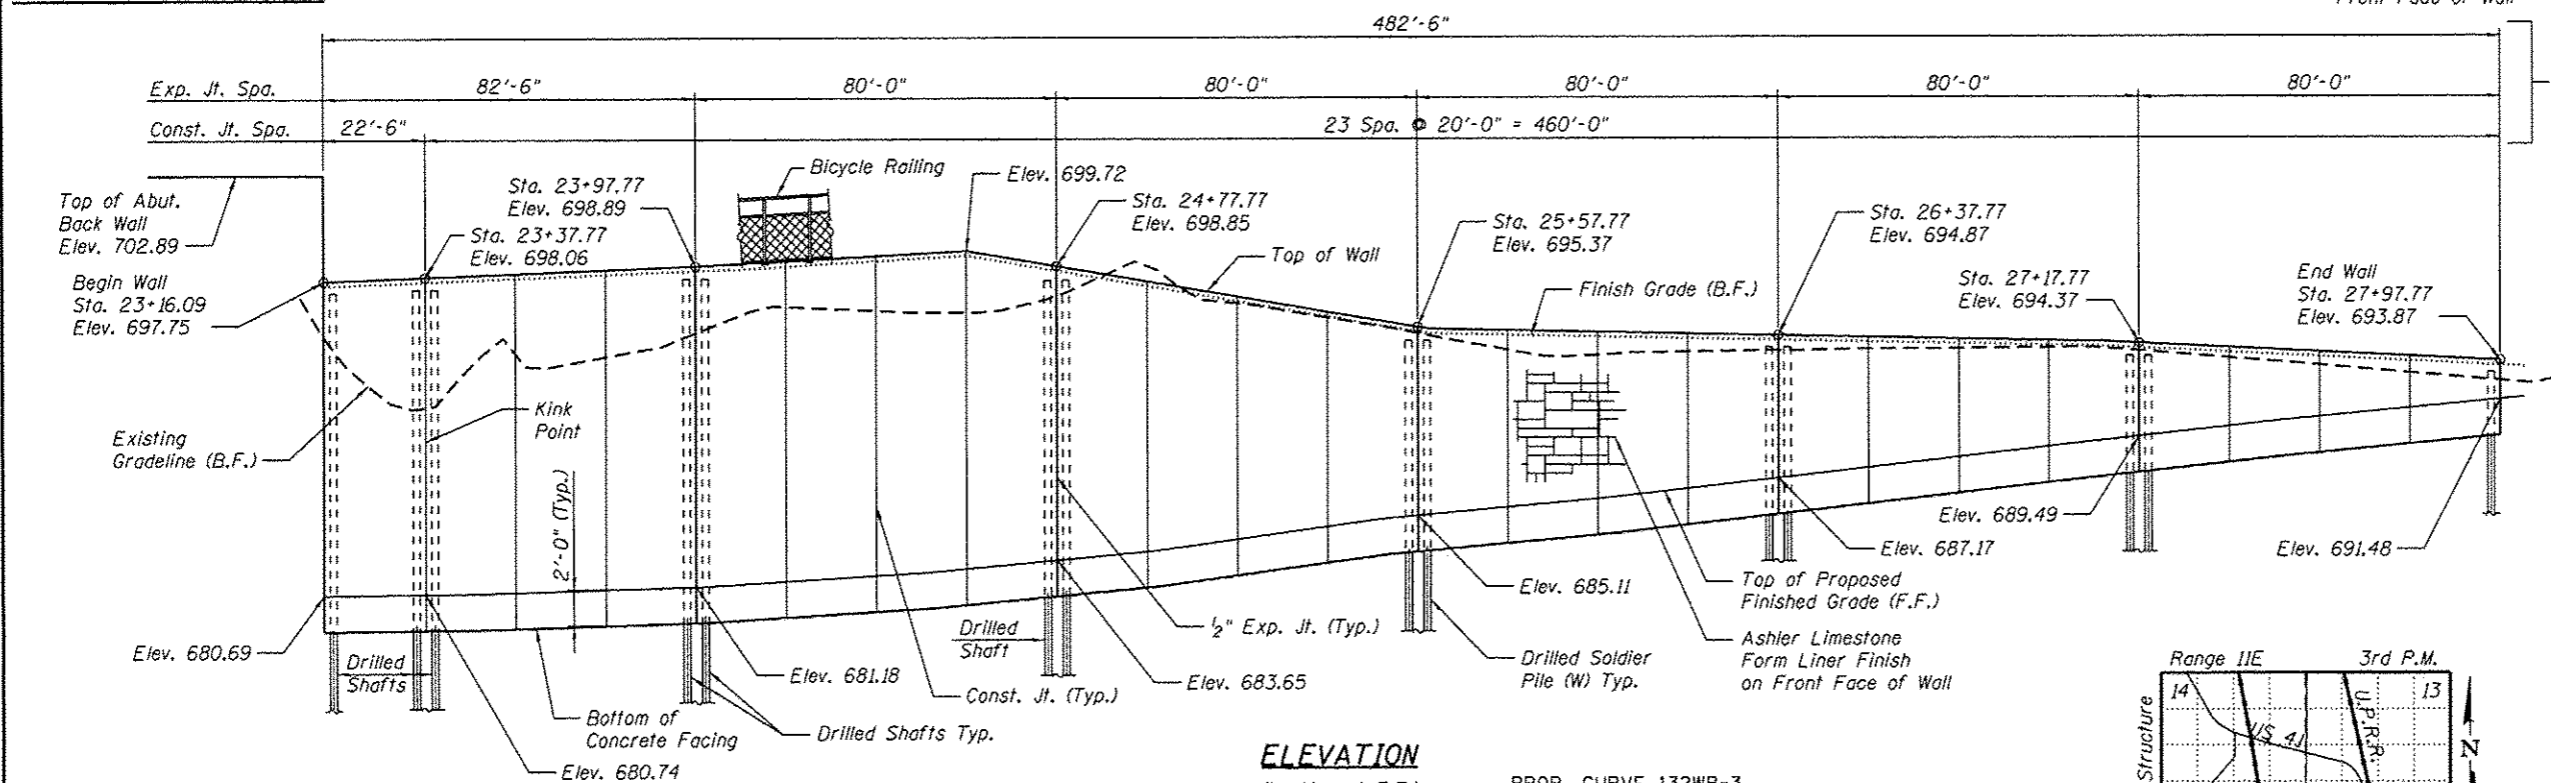 482'-6"
Exp. Jt. Spa.
82'-6"
80'-0"
80'-0"
80'-0"
80'-0"
80'-0"
Const. Jt. Spa.
22'-6"
23 Spa. @ 20'-0" = 460'-0"
Top of Abut.
Back Wall
Elev. 702.89
Begin Wall
Sta. 23+16.09
Elev. 697.75
Sta. 23+37.77
Elev. 698.06
Sta. 23+97.77
Elev. 698.89
Bicycle Railing
Elev. 699.72
Sta. 24+77.77
Elev. 698.85
Top of Wall
Sta. 25+57.77
Elev. 695.37
Finish Grade (B.F.)
Sta. 26+37.77
Elev. 694.87
Sta. 27+17.77
Elev. 694.37
End Wall
Sta. 27+97.77
Elev. 693.87
Existing
Gradeline (B.F.)
Kink
Point
2'-0" (Typ.)
Elev. 680.69
Drilled
Shafts
Elev. 680.74
Bottom of
Concrete Facing
Drilled Shafts Typ.
Elev. 681.18
Const. Jt. (Typ.)
Drilled
Shaft
Elev. 683.65
½" Exp. Jt. (Typ.)
Elev. 685.11
Drilled Soldier
Pile (W) Typ.
Top of Proposed
Finished Grade (F.F.)
Ashler Limestone
Form Liner Finish
on Front Face of Wall
Elev. 687.17
Elev. 689.49
Elev. 691.48
ELEVATION
PROP. CURVE 132WB-3
Range 11E
3rd P.M.
14
13
US 41
U.P.R.R.
N
Structure